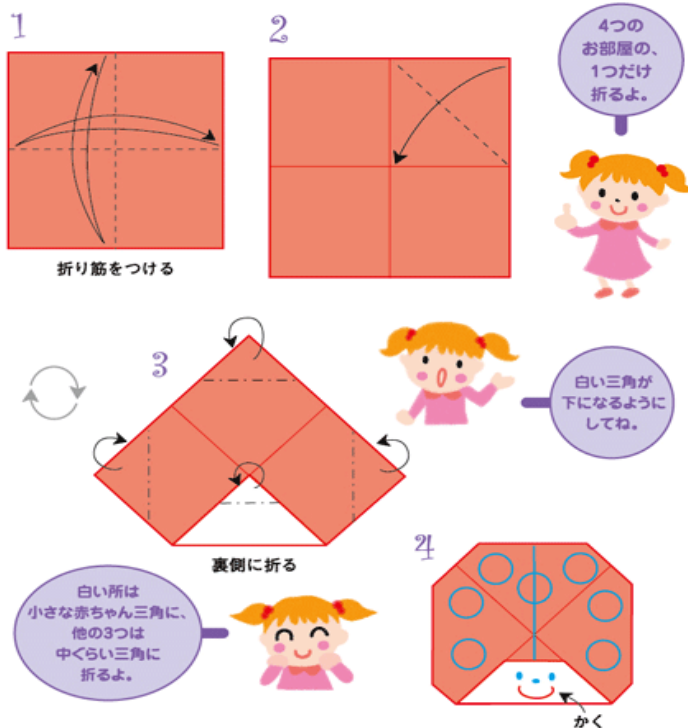 1
2
4つの
お部屋の、
1つだけ
折るよ。
折り筋をつける
3
白い三角が
下になるように
してね。
裏側に折る
4
白い所は
小さな赤ちゃん三角に、
他の3つは
中ぐらい三角に
折るよ。
かく